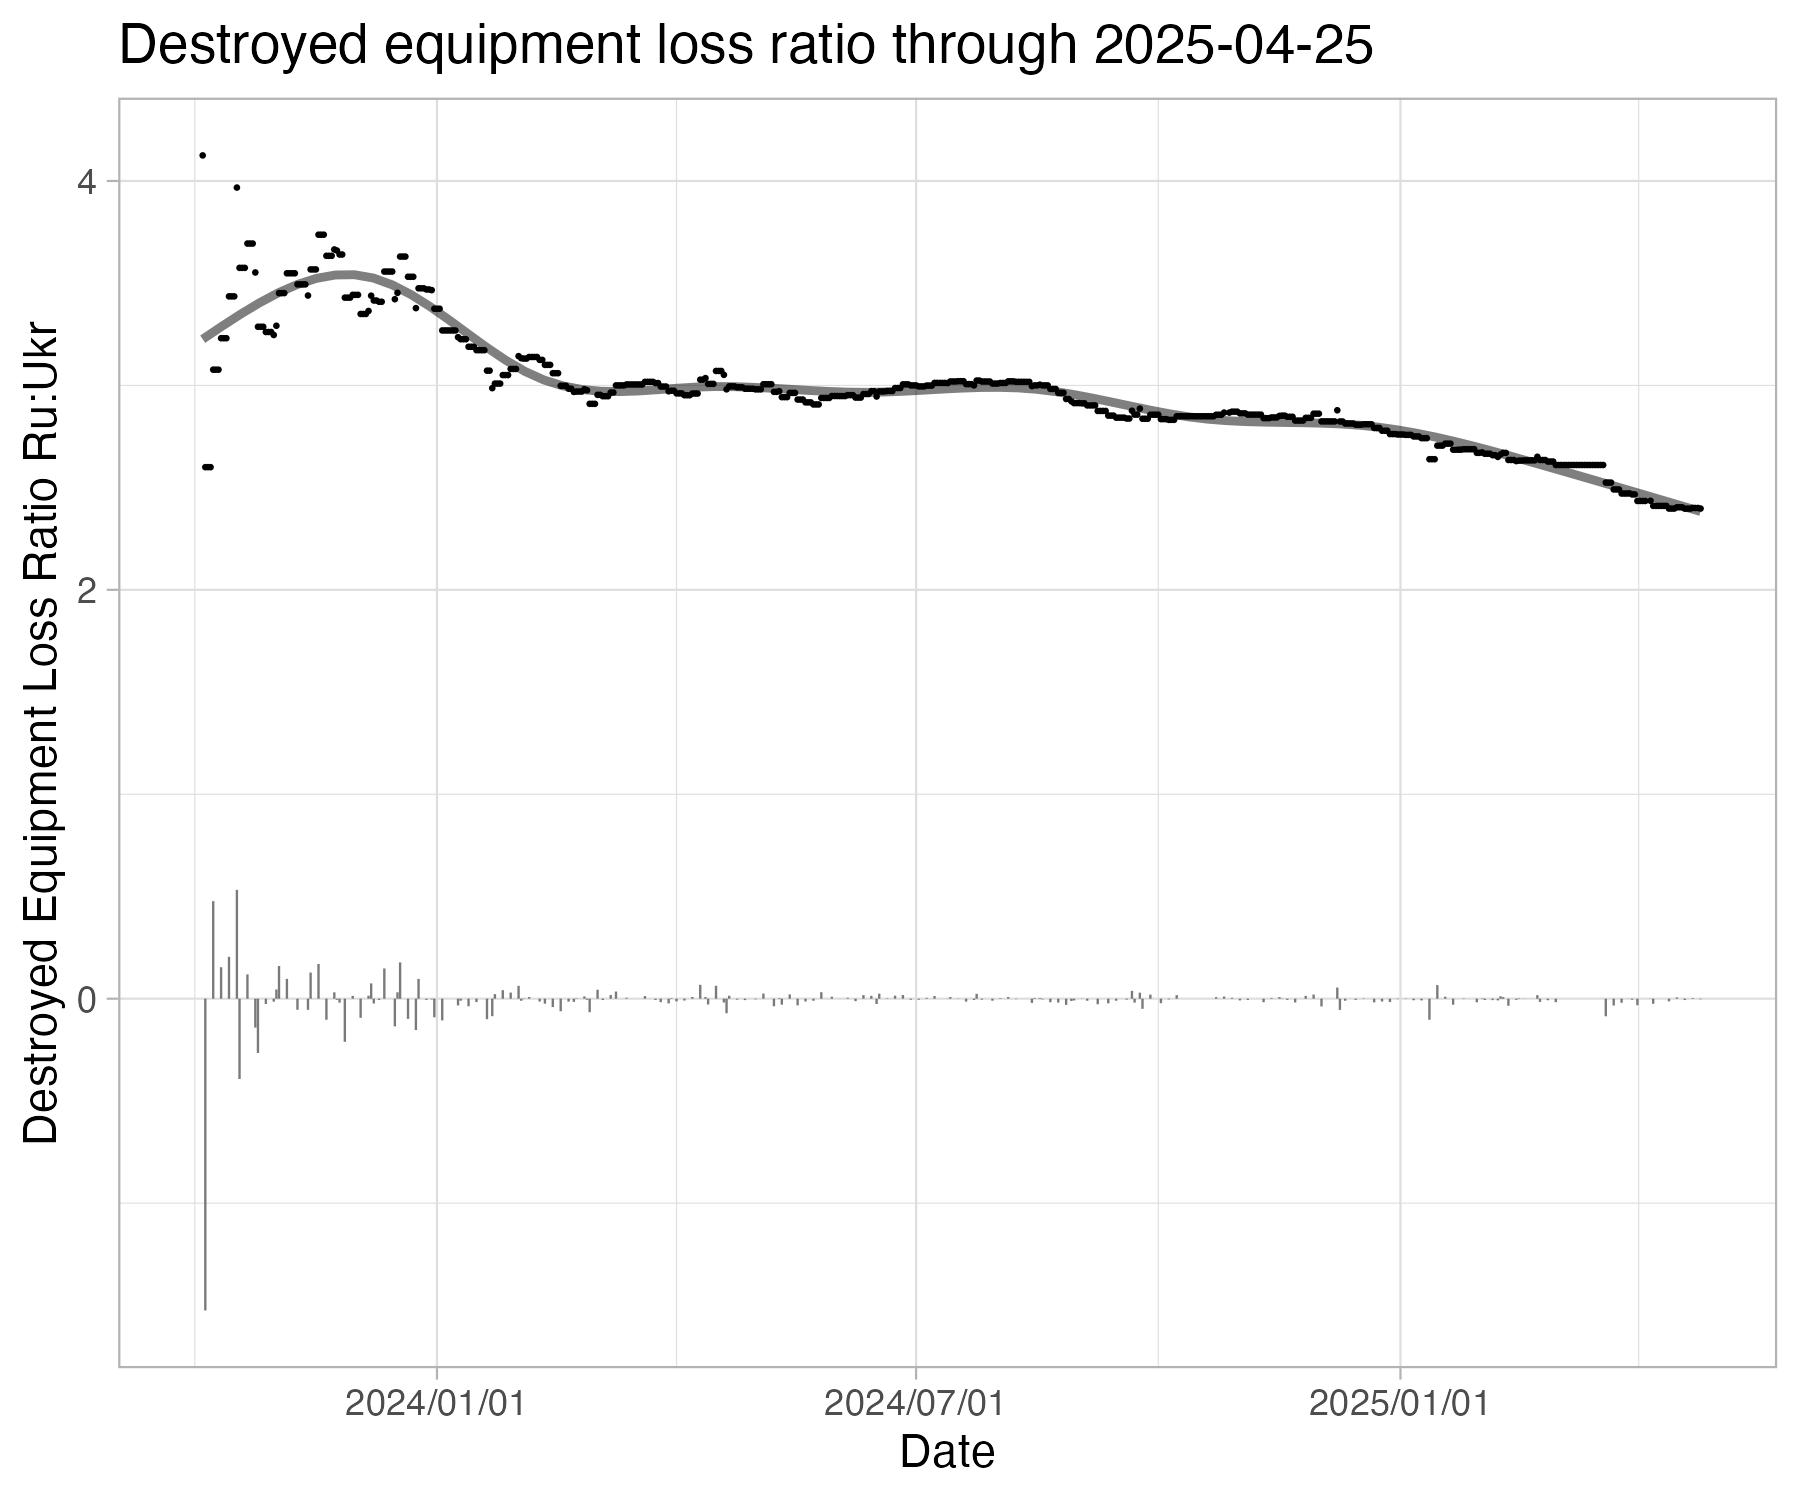 Destroyed equipment loss ratio through 2025-04-25
Destroyed Equipment Loss Ratio Ru:Ukr
4
2
0
2024/01/01
2024/07/01
2025/01/01
Date